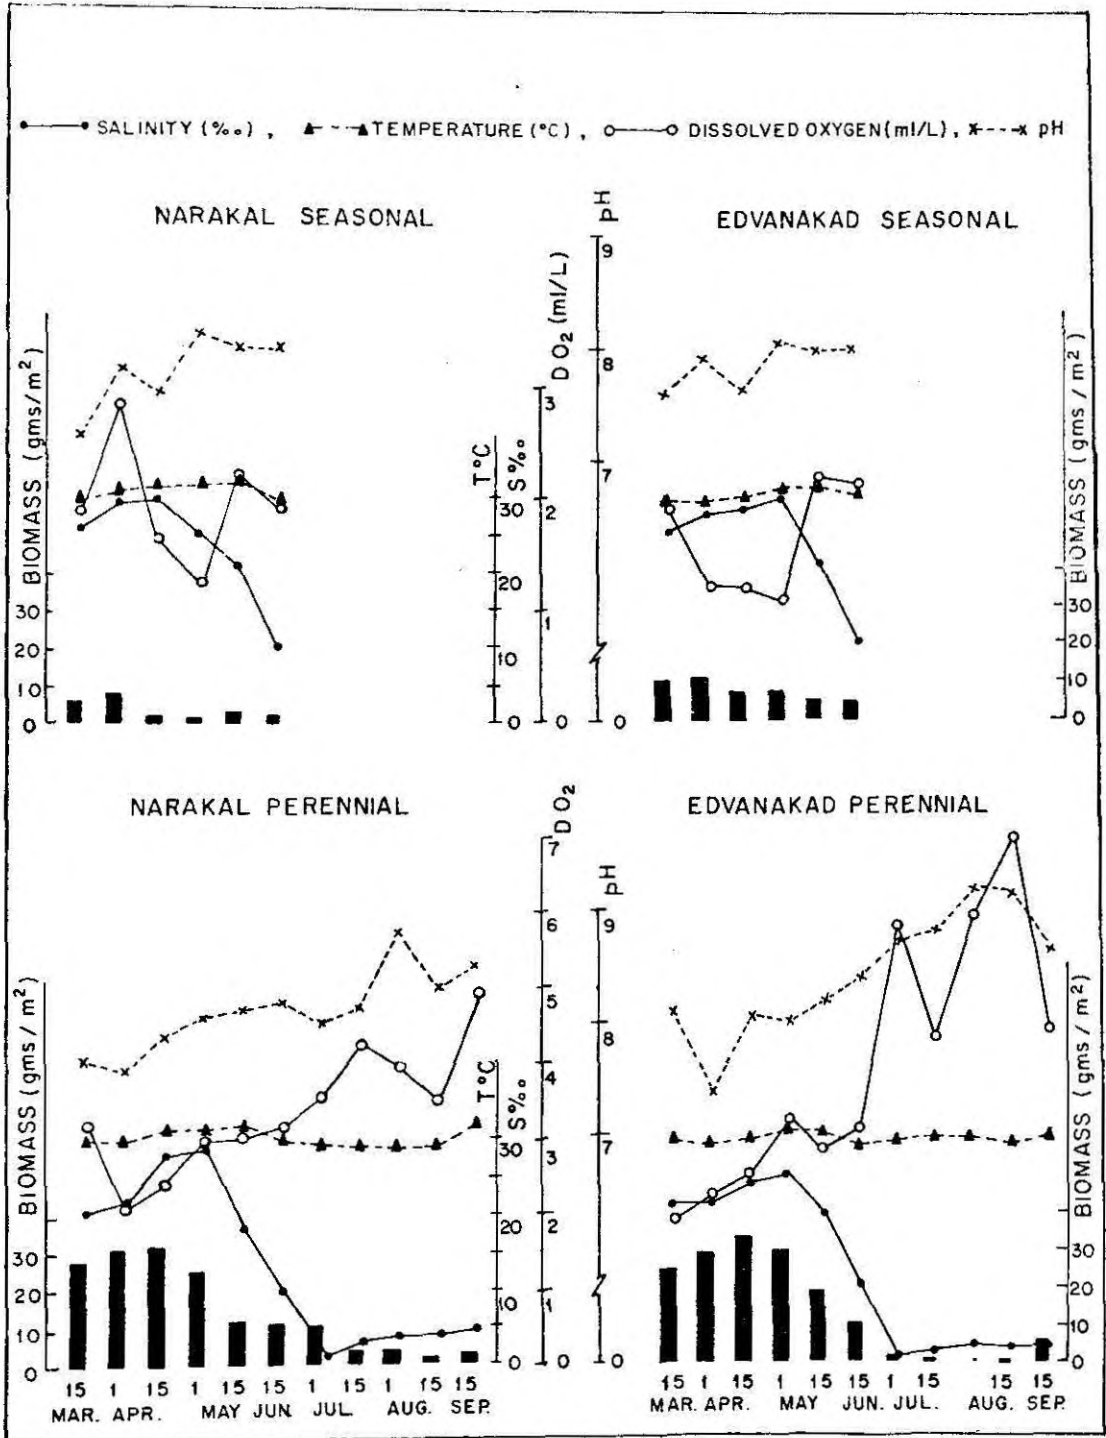 SALINITY (‰), TEMPERATURE (°C), DISSOLVED OXYGEN (ml/L), pH
NARAKAL SEASONAL
EDVANAKAD SEASONAL
BIOMASS (gms/m²)
30
20
10
0
T°C
S‰
30
20
10
0
DO₂ (ml/L)
3
2
1
0
pH
9
8
7
0
BIOMASS (gms/m²)
30
20
10
0
NARAKAL PERENNIAL
EDVANAKAD PERENNIAL
BIOMASS (gms/m²)
30
20
10
0
T°C
S‰
30
20
10
0
DO₂
7
6
5
4
3
2
1
0
pH
9
8
7
0
BIOMASS (gms/m²)
30
20
10
0
15 1 15 1 15 15 1 15 1 15 15
MAR. APR. MAY JUN. JUL. AUG. SEP.
15 1 15 1 15 15 1 15 15 15
MAR. APR. MAY JUN. JUL. AUG. SEP.